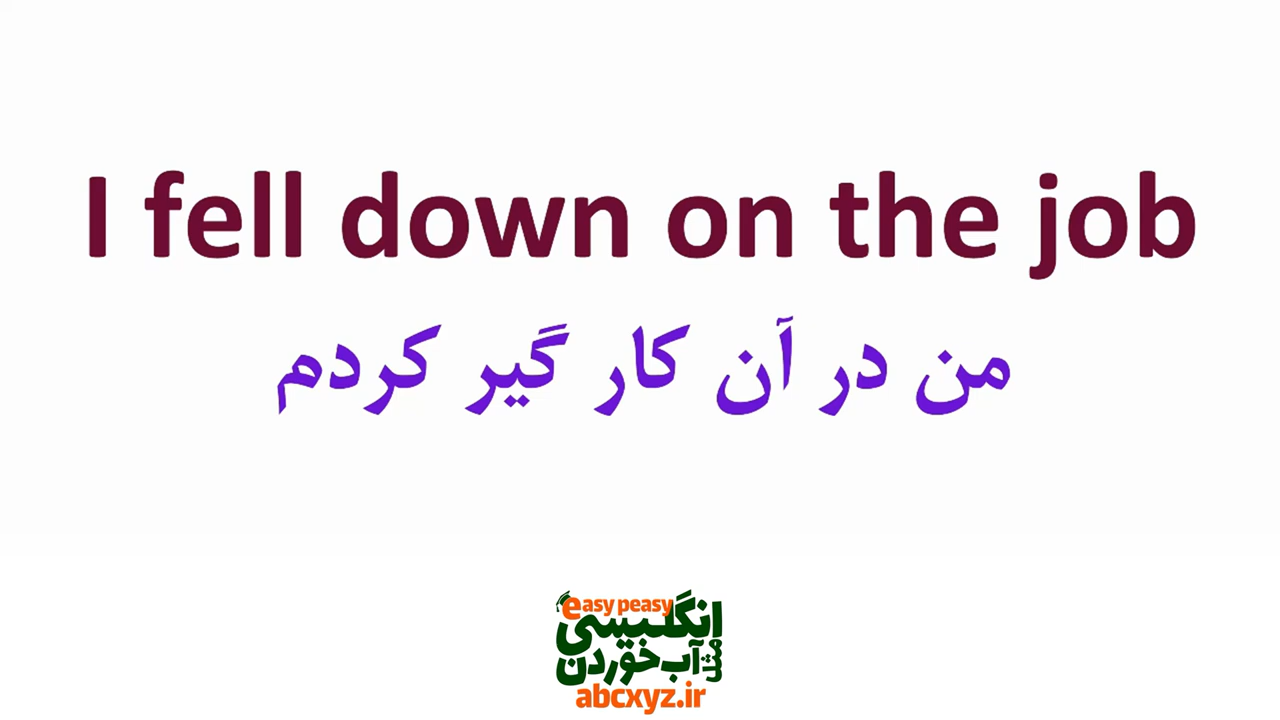 I fell down on the job
من در آن کار گیر کردم
easy peasy
انگلیسی
مثل آب خوردن
abcxyz.ir